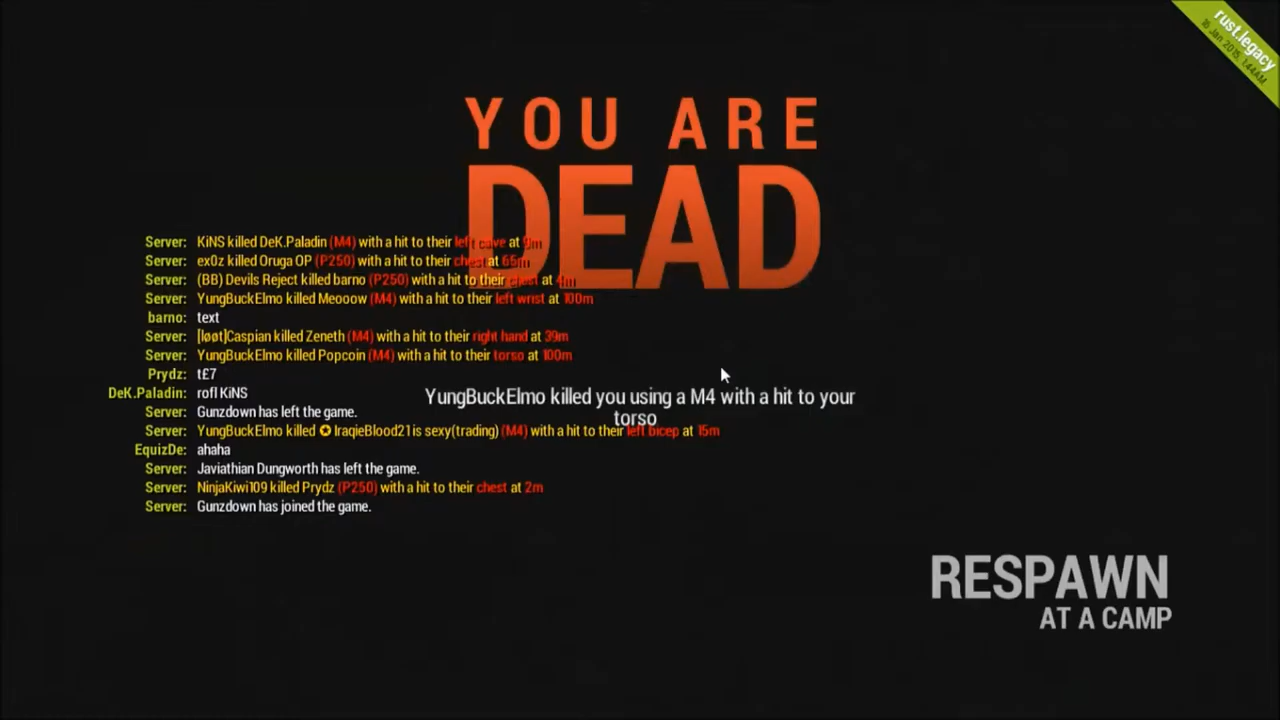 rust.legacy
16 Jan 2015, 1:44AM
YOU ARE
DEAD
Server: KiNS killed DeK.Paladin (M4) with a hit to their left cave at 9m
Server: ex0z killed Oruga OP (P250) with a hit to their chest at 65m
Server: (BB) Devils Reject killed barno (P250) with a hit to their chest at 4m
Server: YungBuckElmo killed Meooow (M4) with a hit to their left wrist at 100m
barno: text
Server: [løøt]Caspian killed Zeneth (M4) with a hit to their right hand at 39m
Server: YungBuckElmo killed Popcoin (M4) with a hit to their torso at 100m
Prydz: t£7
DeK.Paladin: rofl KiNS
YungBuckElmo killed you using a M4 with a hit to your
torso
Server: Gunzdown has left the game.
Server: YungBuckElmo killed ✪ IraqieBlood21 is sexy(trading) (M4) with a hit to their left bicep at 15m
EquizDe: ahaha
Server: Javiathian Dungworth has left the game.
Server: NinjaKiwi109 killed Prydz (P250) with a hit to their chest at 2m
Server: Gunzdown has joined the game.
RESPAWN
AT A CAMP